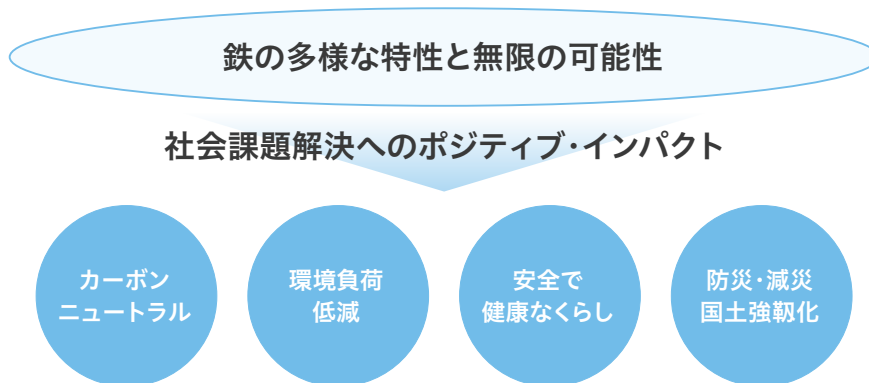 鉄の多様な特性と無限の可能性
社会課題解決へのポジティブ・インパクト
カーボン
ニュートラル
環境負荷
低減
安全で
健康なくらし
防災・減災
国土強靱化